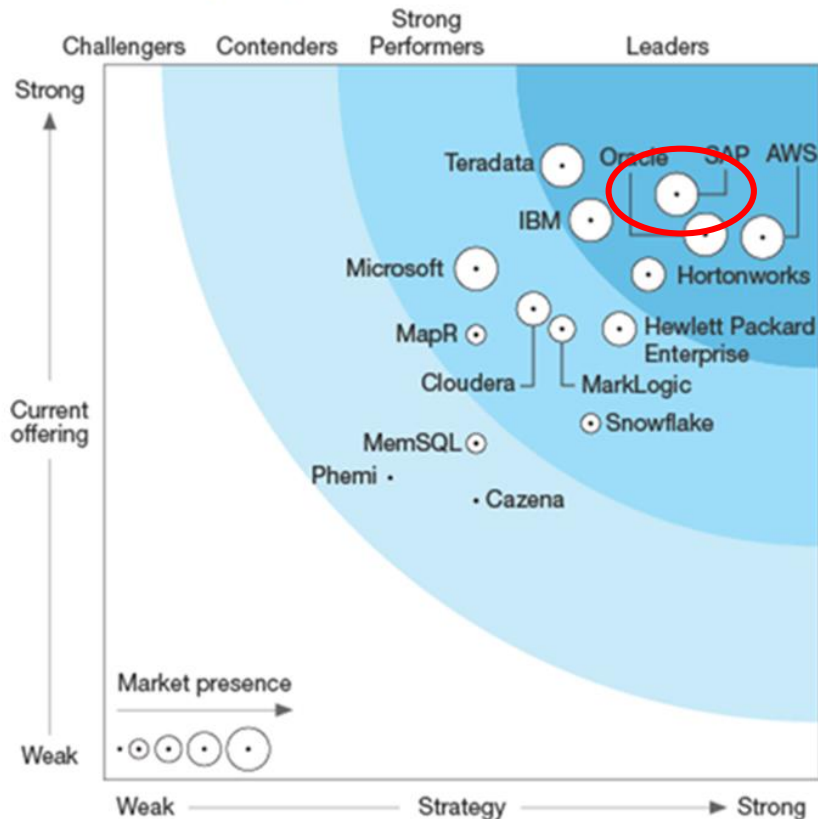 Strong
Challengers Contenders Performers Leaders
Strong
Teradata Oracle SAP AWS
IBM
Microsoft Hortonworks
MapR Hewlett Packard
Enterprise
Cloudera MarkLogic
Current
offering
Snowflake
MemSQL
Phemi
Cazena
Market presence
Weak
Weak Strategy Strong